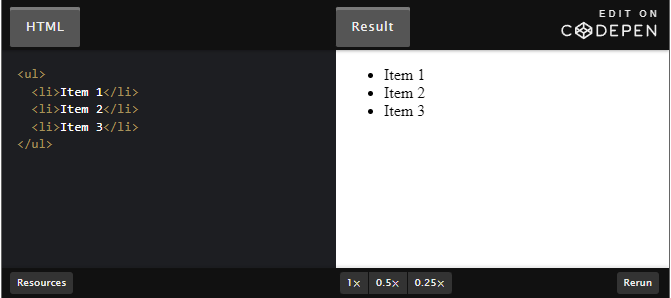 HTML
Result
EDIT ON
CODEPEN
<ul>
  <li>Item 1</li>
  <li>Item 2</li>
  <li>Item 3</li>
</ul>
• Item 1
• Item 2
• Item 3
Resources
1× 0.5× 0.25×
Rerun